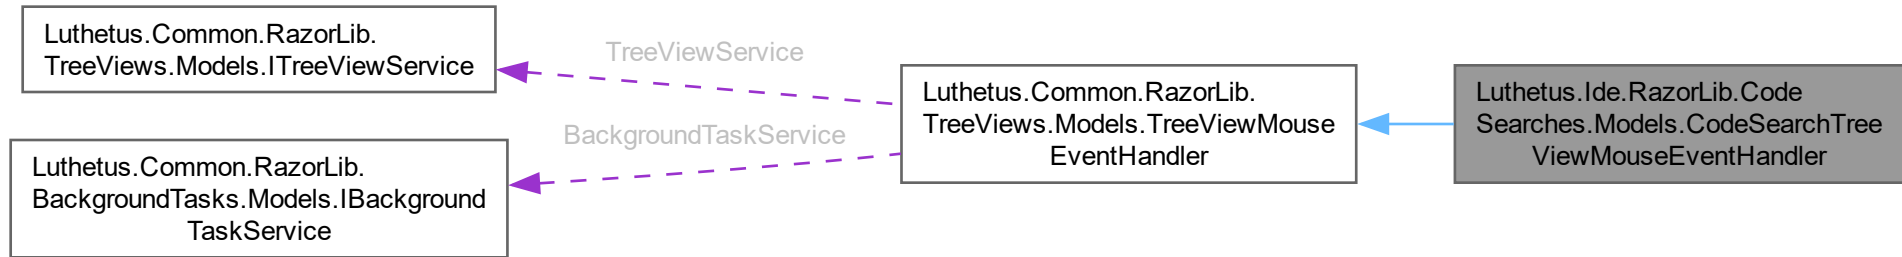 Luthetus.Common.RazorLib.
TreeViews.Models.ITreeViewService
TreeViewService
Luthetus.Common.RazorLib.
BackgroundTasks.Models.IBackground
TaskService
BackgroundTaskService
Luthetus.Common.RazorLib.
TreeViews.Models.TreeViewMouse
EventHandler
Luthetus.Ide.RazorLib.Code
Searches.Models.CodeSearchTree
ViewMouseEventHandler